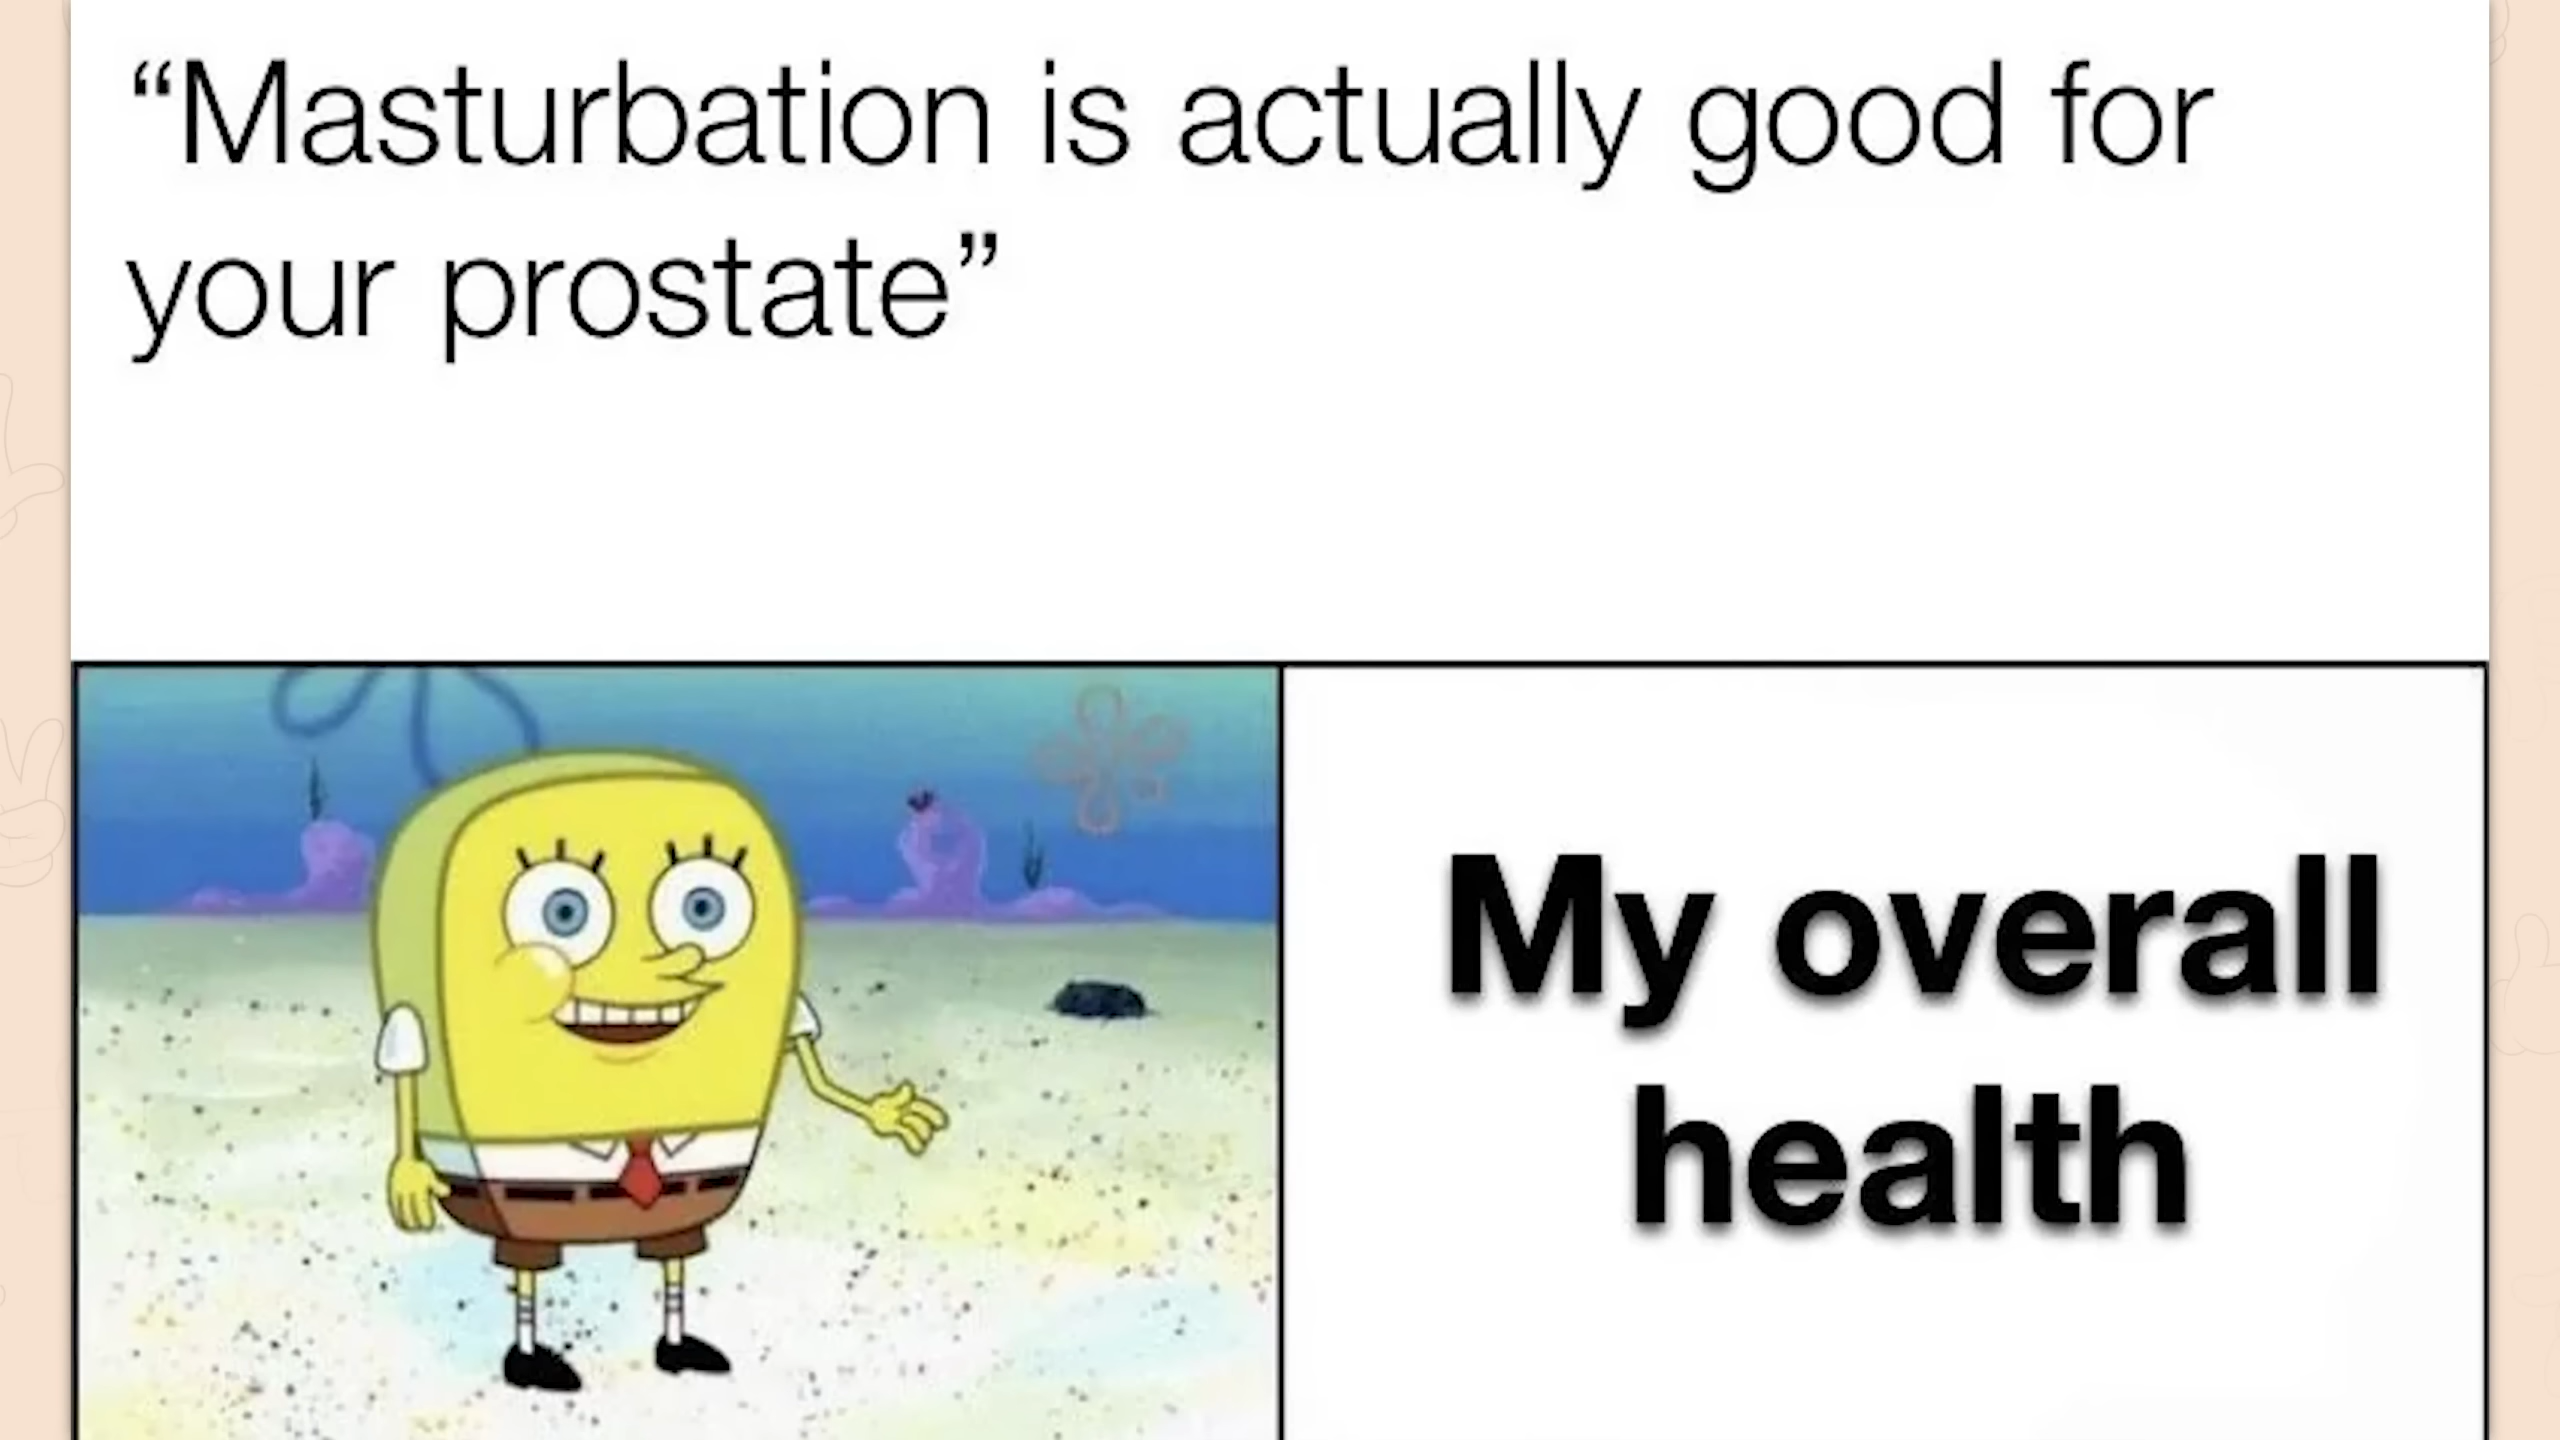 “Masturbation is actually good for
your prostate”
My overall
health